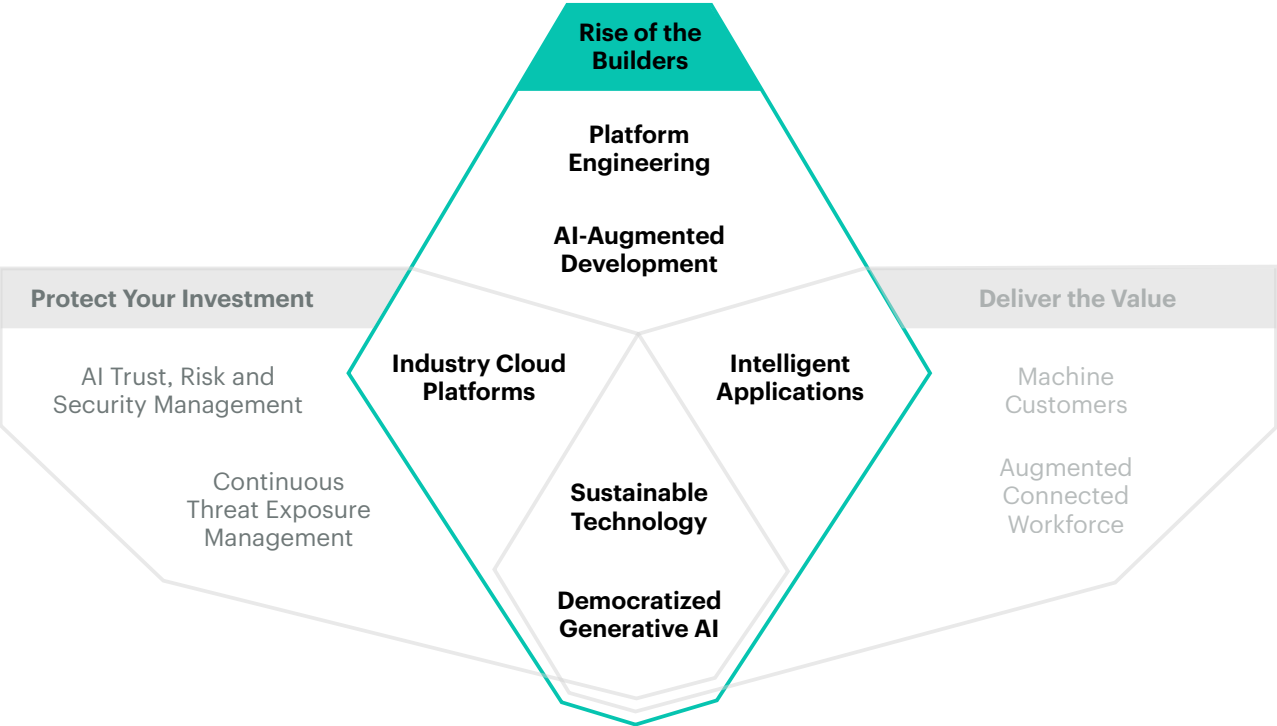 Rise of the
Builders
Platform
Engineering
AI-Augmented
Development
Protect Your Investment
Deliver the Value
AI Trust, Risk and
Security Management
Industry Cloud
Platforms
Intelligent
Applications
Machine
Customers
Continuous
Threat Exposure
Management
Sustainable
Technology
Augmented
Connected
Workforce
Democratized
Generative AI